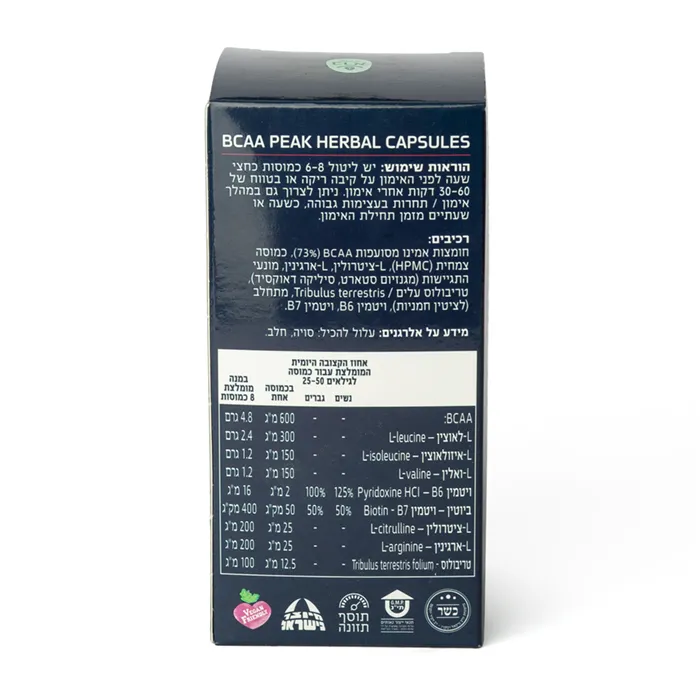 BCAA PEAK HERBAL CAPSULES
הוראות שימוש: יש ליטול 6-8 כמוסות כחצי
שעה לפני האימון על קיבה ריקה או בטווח של
30-60 דקות אחרי אימון. ניתן לצרוך גם במהלך
אימון / תחרות בעצימות גבוהה, כשעה או
שעתיים מזמן תחילת האימון.
רכיבים:
חומצות אמינו מסועפות BCAA (73%), כמוסה
צמחית (HPMC), L-ציטרולין, L-ארגינין, מונעי
התגיישות (מגנזיום סטארט, סיליקה דאוקסיד),
טריבולוס עלים / Tribulus terrestris, מתחלב
(לציטין חמניות), ויטמין B6, ויטמין B7.
מידע על אלרגנים: עלול להכיל: סויה, חלב.
אחוז הקצובה היומית המומלצת עבור כמוסה לגילאים 25-50
נשים גברים בכמוסה אחת במנה מומלצת 8 כמוסות
BCAA: - - 600 מ"ג 4.8 גרם
L-לאוצין – L-leucine - - 300 מ"ג 2.4 גרם
L-איזולאוצין – L-isoleucine - - 150 מ"ג 1.2 גרם
L-ואלין – L-valine - - 150 מ"ג 1.2 גרם
ויטמין B6 – Pyridoxine HCl 125% 100% 2 מ"ג 16 מ"ג
ביוטין - ויטמין Biotin - B7 50% 50% 50 מק"ג 400 מק"ג
L-ציטרולין – L-citrulline - - 25 מ"ג 200 מ"ג
L-ארגינין – L-arginine - - 25 מ"ג 200 מ"ג
טריבולוס - Tribulus terrestris folium - - 12.5 מ"ג 100 מ"ג
כשר
G.M.P.
תוסף
תזונה
מיוצר
בישראל
VEGAN
FRIENDLY